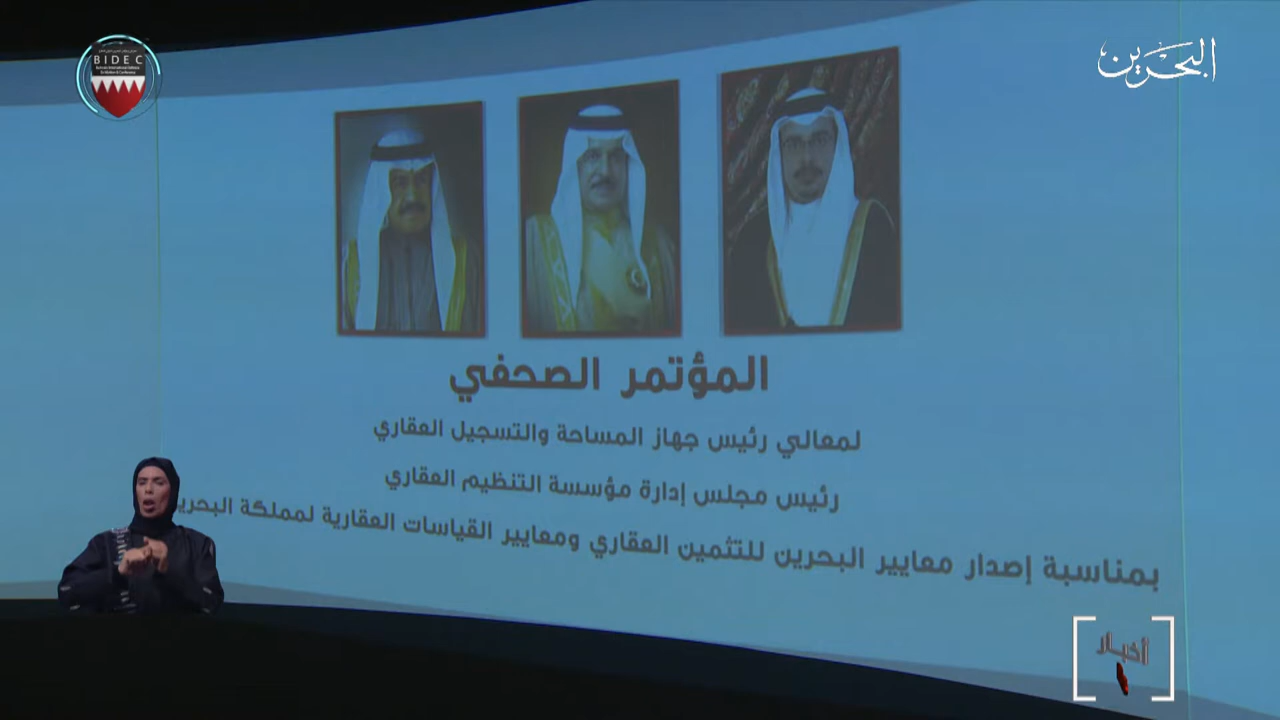 BIDEC
البحرين
المؤتمر الصحفي
لمعالي رئيس جهاز المساحة والتسجيل العقاري
رئيس مجلس إدارة مؤسسة التنظيم العقاري
بمناسبة إصدار معايير البحرين للتثمين العقاري ومعايير القياسات العقارية لمملكة البحرين
أخبار